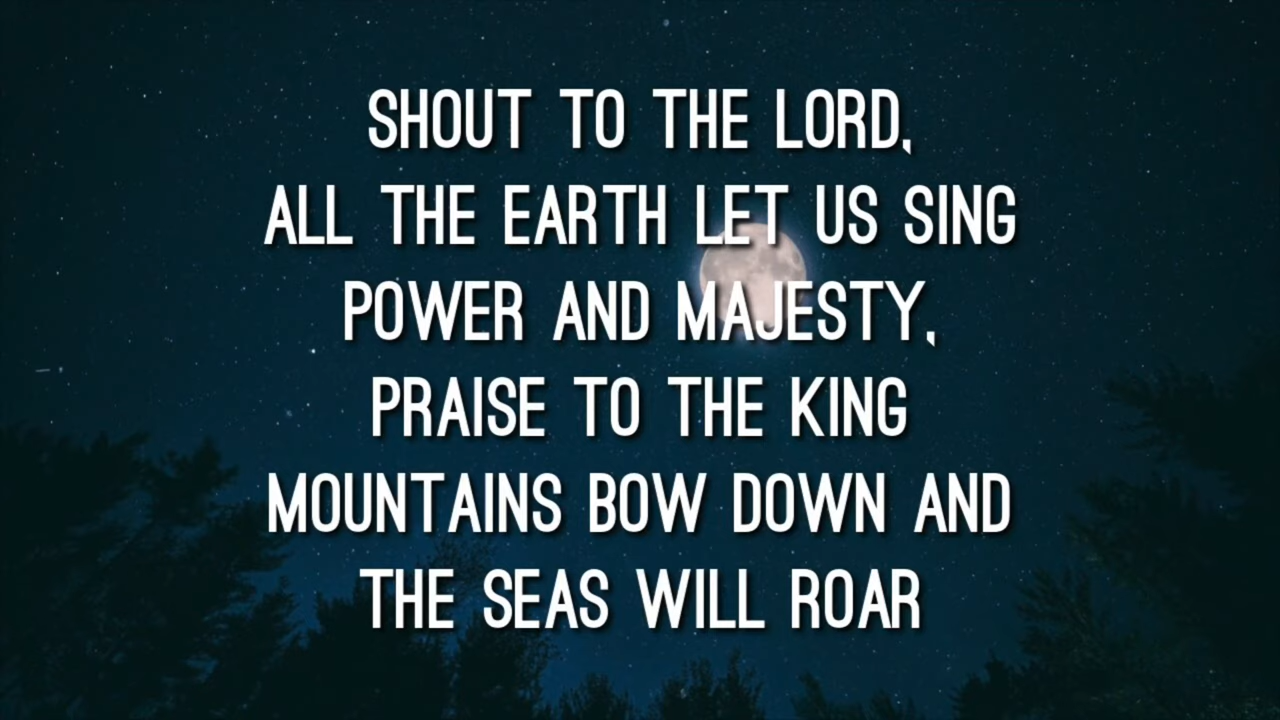 SHOUT TO THE LORD,
ALL THE EARTH LET US SING
POWER AND MAJESTY,
PRAISE TO THE KING
MOUNTAINS BOW DOWN AND
THE SEAS WILL ROAR